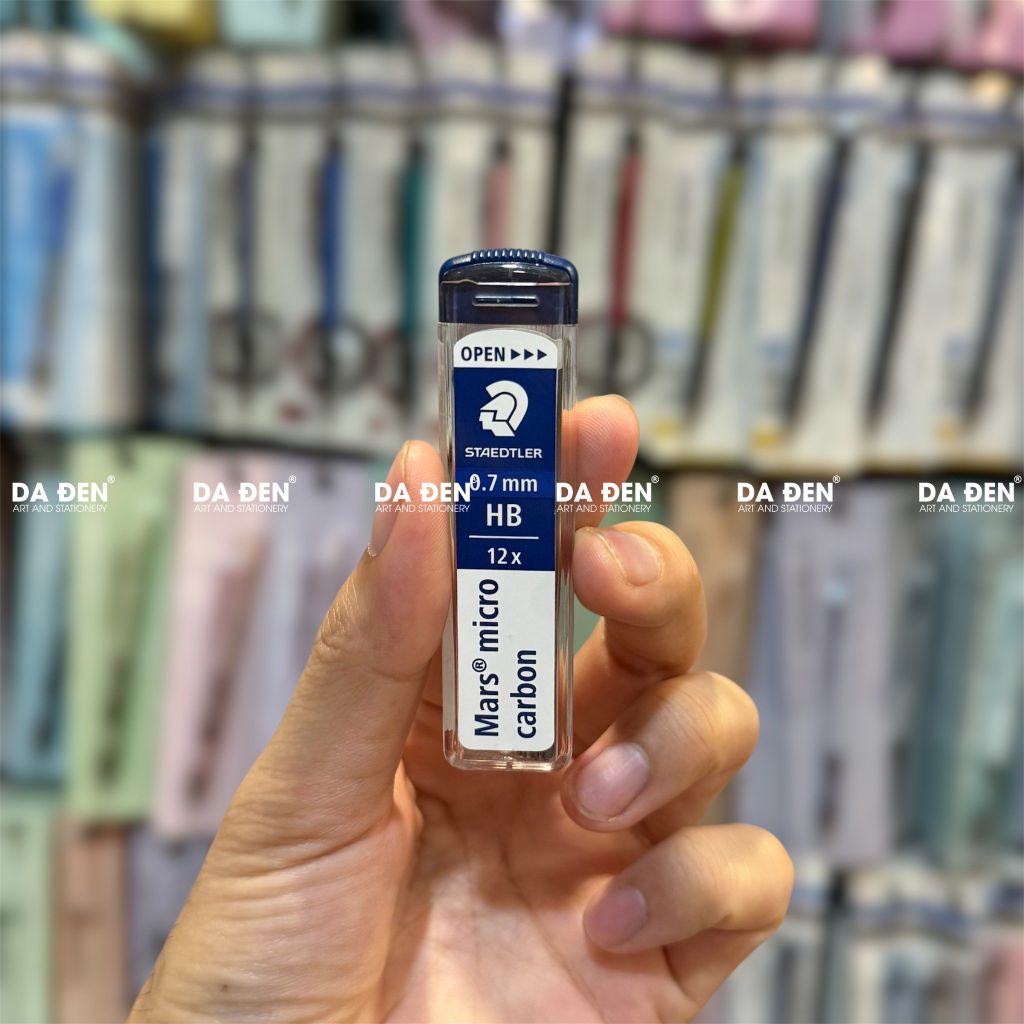 OPEN ▶▶▶
STAEDTLER
0.7 mm
HB
12 x
Mars® micro
carbon
DA ĐEN® DA ĐEN® DA ĐEN® DA ĐEN® DA ĐEN® DA ĐEN®
ART AND STATIONERY ART AND STATIONERY ART AND STATIONERY ART AND STATIONERY ART AND STATIONERY ART AND STATIONERY